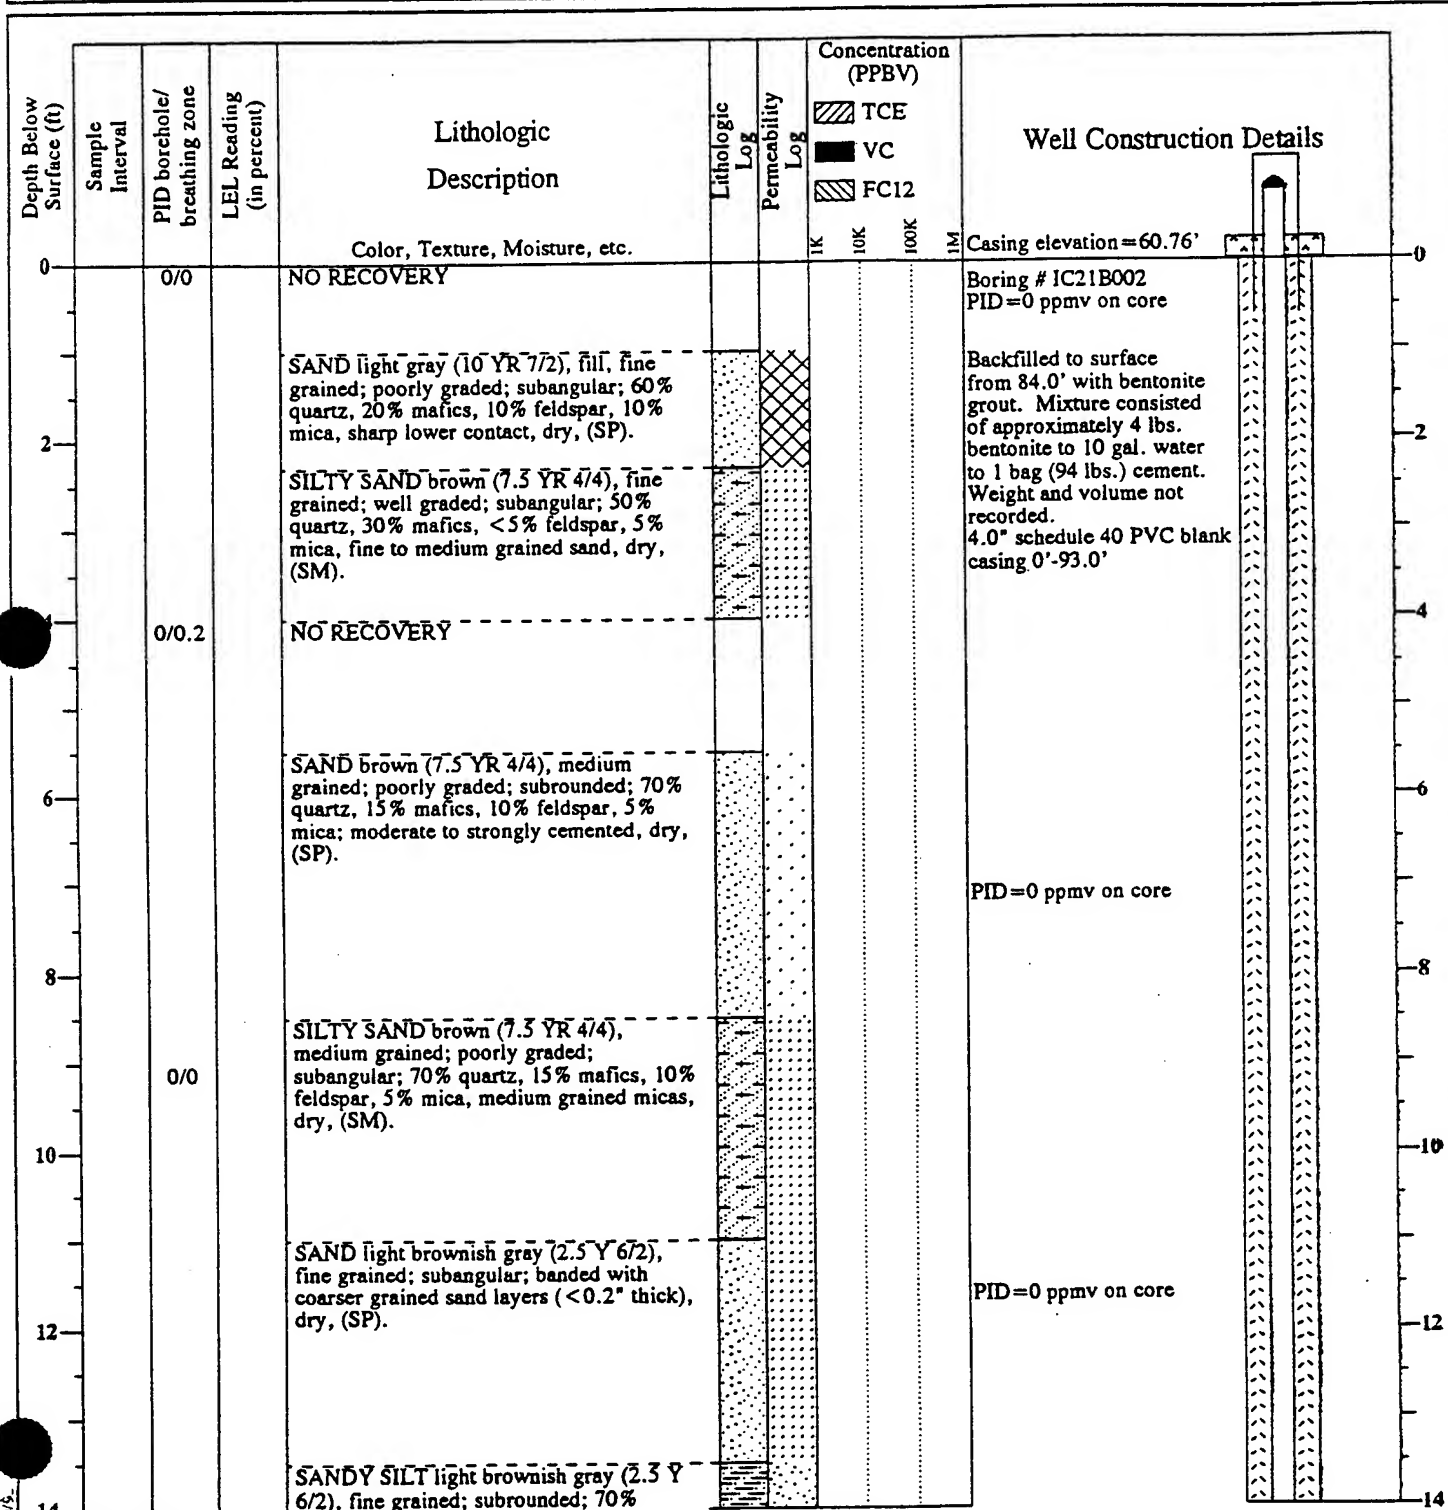 Depth Below
Surface (ft)
Sample
Interval
PID borehole/
breathing zone
LEL Reading
(in percent)
Lithologic
Description
Color, Texture, Moisture, etc.
Lithologic
Log
Permeability
Log
Concentration
(PPBV)
TCE
VC
FC12
1K
10K
100K
1M
Well Construction Details
Casing elevation=60.76'
0
0
0/0
NO RECOVERY
Boring # IC21B002
PID=0 ppmv on core
SAND light gray (10 YR 7/2), fill, fine
grained; poorly graded; subangular; 60%
quartz, 20% mafics, 10% feldspar, 10%
mica, sharp lower contact, dry, (SP).
Backfilled to surface
from 84.0' with bentonite
grout. Mixture consisted
of approximately 4 lbs.
bentonite to 10 gal. water
to 1 bag (94 lbs.) cement.
Weight and volume not
recorded.
4.0" schedule 40 PVC blank
casing 0'-93.0'
2
2
SILTY SAND brown (7.5 YR 4/4), fine
grained; well graded; subangular; 50%
quartz, 30% mafics, <5% feldspar, 5%
mica, fine to medium grained sand, dry,
(SM).
4
4
0/0.2
NO RECOVERY
SAND brown (7.5 YR 4/4), medium
grained; poorly graded; subrounded; 70%
quartz, 15% mafics, 10% feldspar, 5%
mica; moderate to strongly cemented, dry,
(SP).
6
6
PID=0 ppmv on core
8
8
SILTY SAND brown (7.5 YR 4/4),
medium grained; poorly graded;
subangular; 70% quartz, 15% mafics, 10%
feldspar, 5% mica, medium grained micas,
dry, (SM).
0/0
10
10
SAND light brownish gray (2.5 Y 6/2),
fine grained; subangular; banded with
coarser grained sand layers (<0.2" thick),
dry, (SP).
PID=0 ppmv on core
12
12
SANDY SILT light brownish gray (2.5 Y
6/2), fine grained; subrounded; 70%
14
14